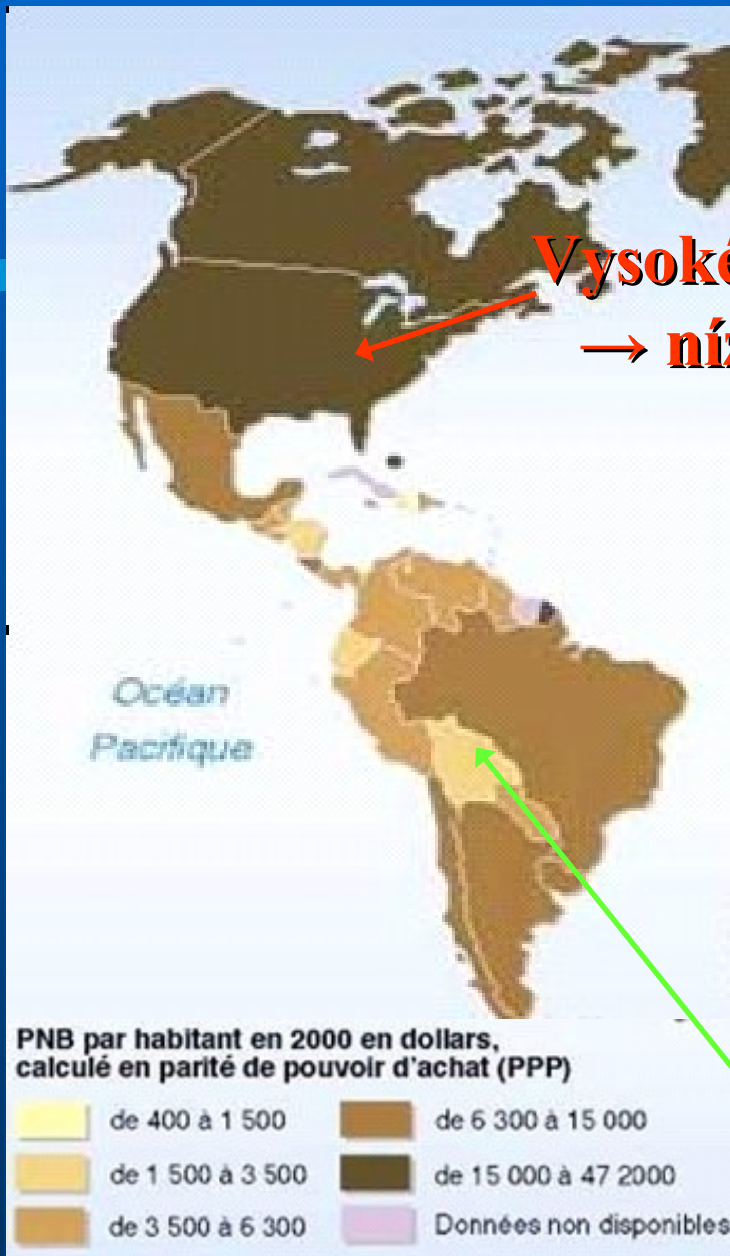 Vysoké
→ níz
Océan
Pacifique
PNB par habitant en 2000 en dollars,
calculé en parité de pouvoir d'achat (PPP)
de 400 à 1 500
de 1 500 à 3 500
de 3 500 à 6 300
de 6 300 à 15 000
de 15 000 à 47 2000
Données non disponibles